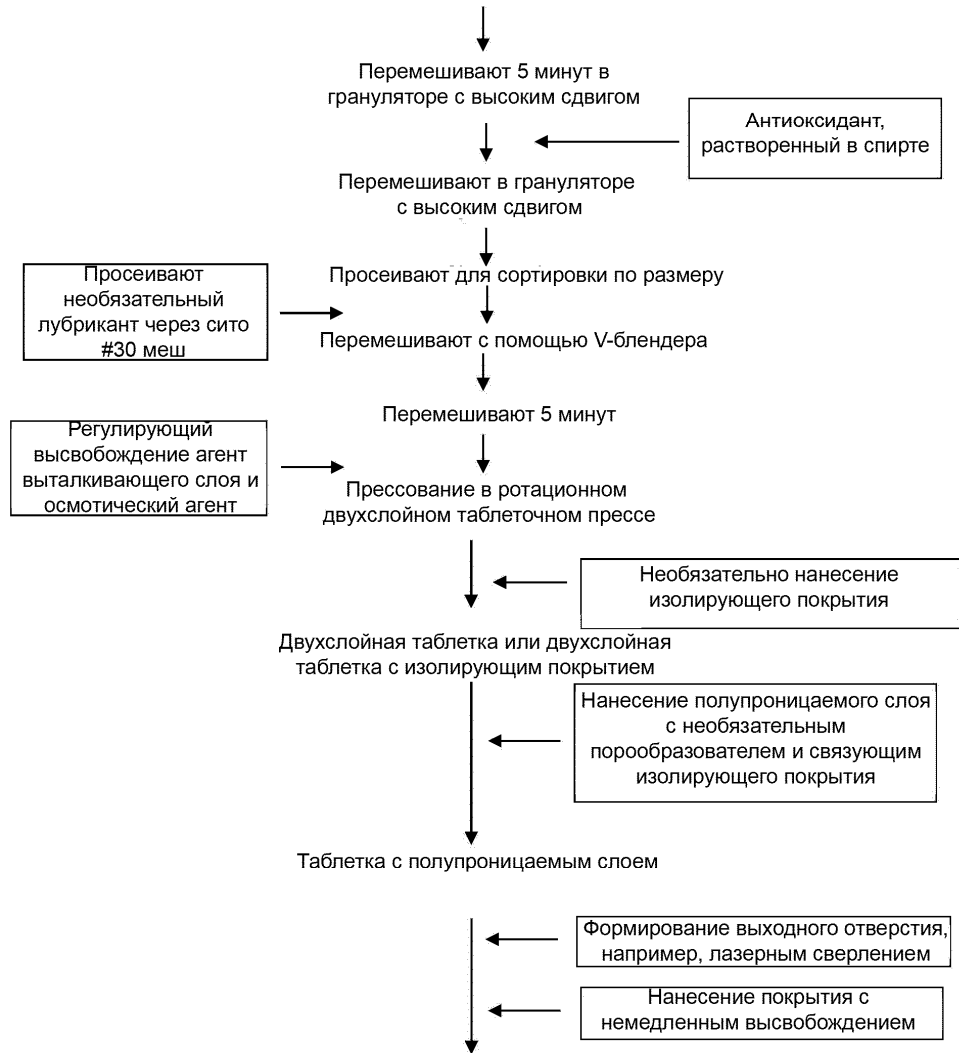 Перемешивают 5 минут в
грануляторе с высоким сдвигом
Антиоксидант,
растворенный в спирте
Перемешивают в грануляторе
с высоким сдвигом
Просеивают для сортировки по размеру
Просеивают
необязательный
лубрикант через сито
#30 меш
Перемешивают с помощью V-блендера
Перемешивают 5 минут
Регулирующий
высвобождение агент
выталкивающего слоя и
осмотический агент
Прессование в ротационном
двухслойном таблеточном прессе
Необязательно нанесение
изолирующего покрытия
Двухслойная таблетка или двухслойная
таблетка с изолирующим покрытием
Нанесение полупроницаемого слоя
с необязательным
порообразователем и связующим
изолирующего покрытия
Таблетка с полупроницаемым слоем
Формирование выходного отверстия,
например, лазерным сверлением
Нанесение покрытия с
немедленным высвобождением